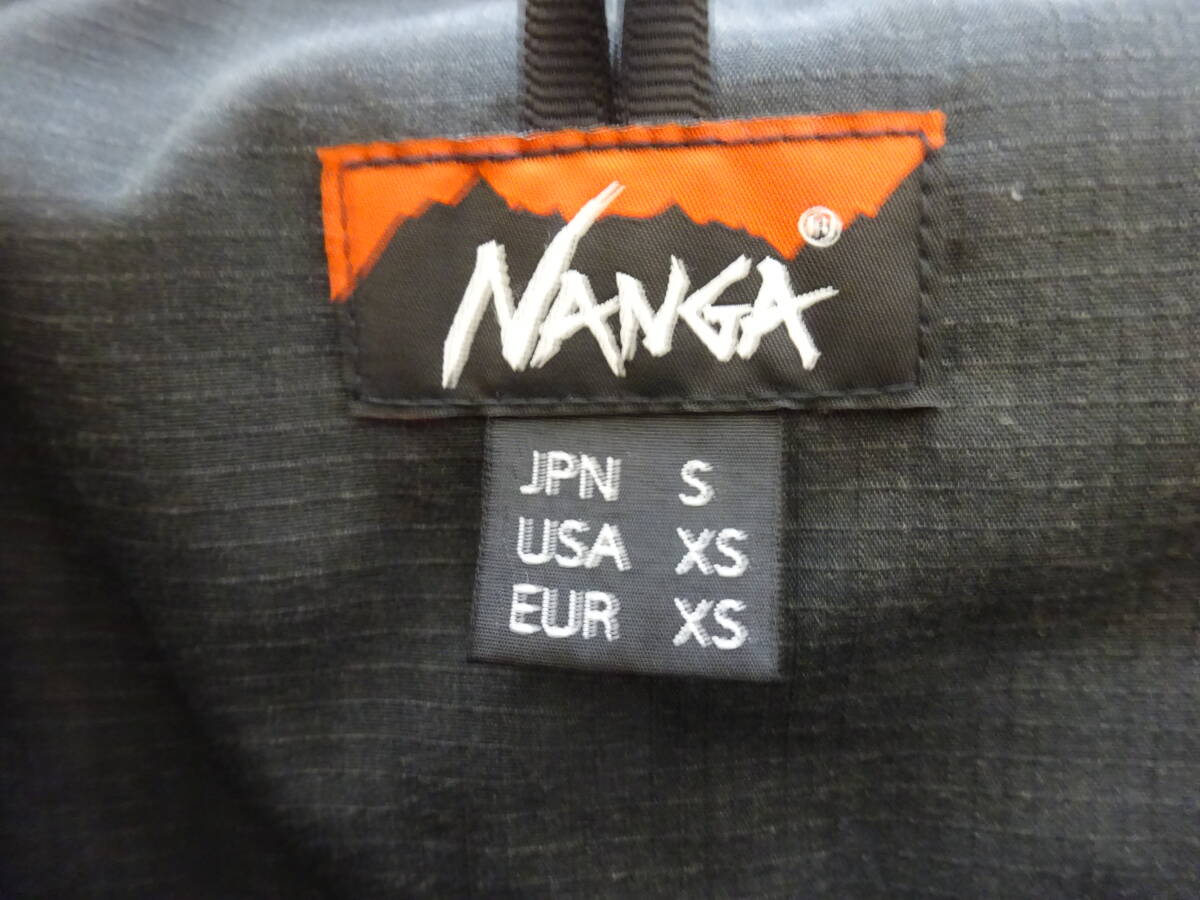 NANGA ®
JPN S
USA XS
EUR XS